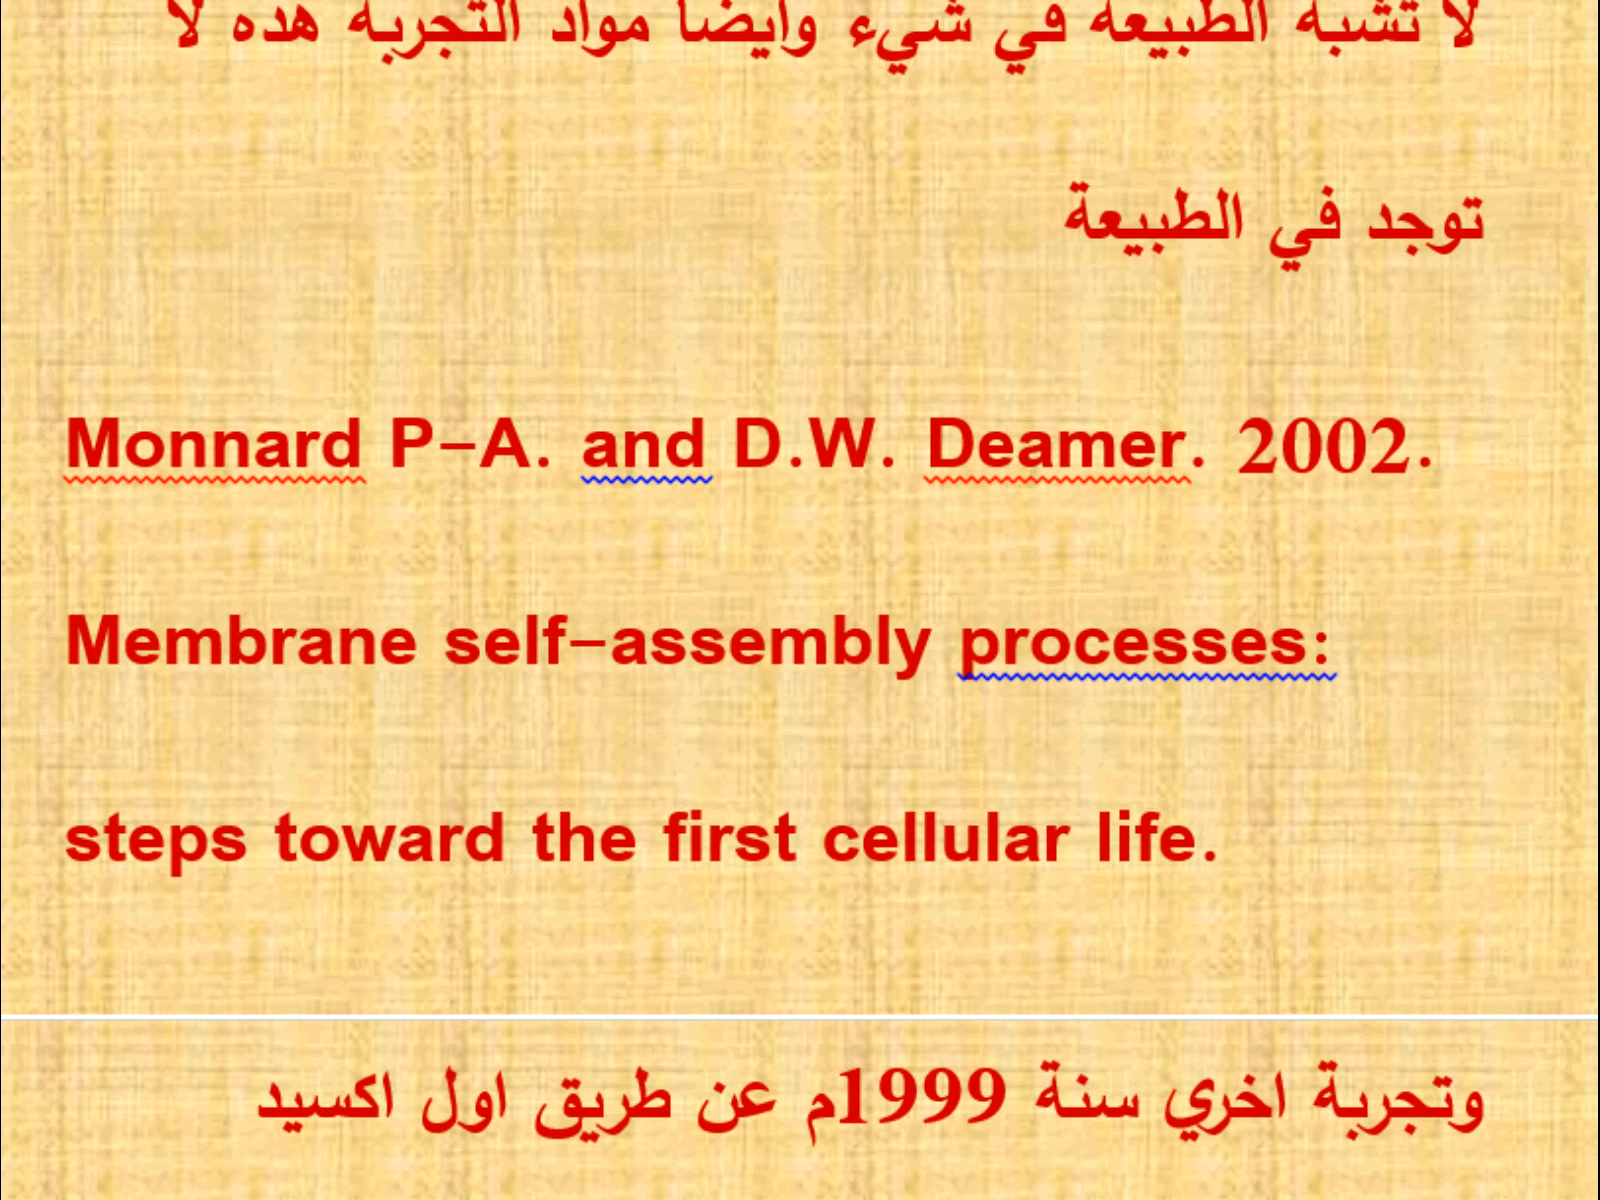 لا تشبه الطبيعة في شيء وايضا مواد التجربة هده لا
توجد في الطبيعة
Monnard P-A. and D.W. Deamer. 2002.
Membrane self-assembly processes:
steps toward the first cellular life.
وتجربة اخري سنة 1999م عن طريق اول اكسيد